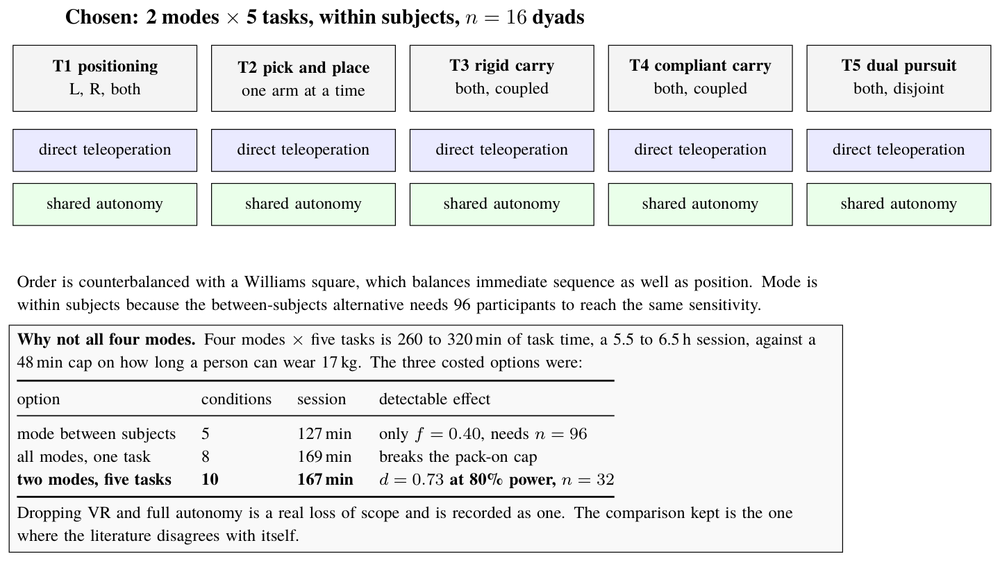 Chosen: 2 modes × 5 tasks, within subjects, n = 16 dyads
T1 positioning
L, R, both
T2 pick and place
one arm at a time
T3 rigid carry
both, coupled
T4 compliant carry
both, coupled
T5 dual pursuit
both, disjoint
direct teleoperation
direct teleoperation
direct teleoperation
direct teleoperation
direct teleoperation
shared autonomy
shared autonomy
shared autonomy
shared autonomy
shared autonomy
Order is counterbalanced with a Williams square, which balances immediate sequence as well as position. Mode is
within subjects because the between-subjects alternative needs 96 participants to reach the same sensitivity.
Why not all four modes. Four modes × five tasks is 260 to 320 min of task time, a 5.5 to 6.5 h session, against a
48 min cap on how long a person can wear 17 kg. The three costed options were:
option conditions session detectable effect
mode between subjects 5 127 min only f = 0.40, needs n = 96
all modes, one task 8 169 min breaks the pack-on cap
two modes, five tasks 10 167 min d = 0.73 at 80% power, n = 32
Dropping VR and full autonomy is a real loss of scope and is recorded as one. The comparison kept is the one
where the literature disagrees with itself.